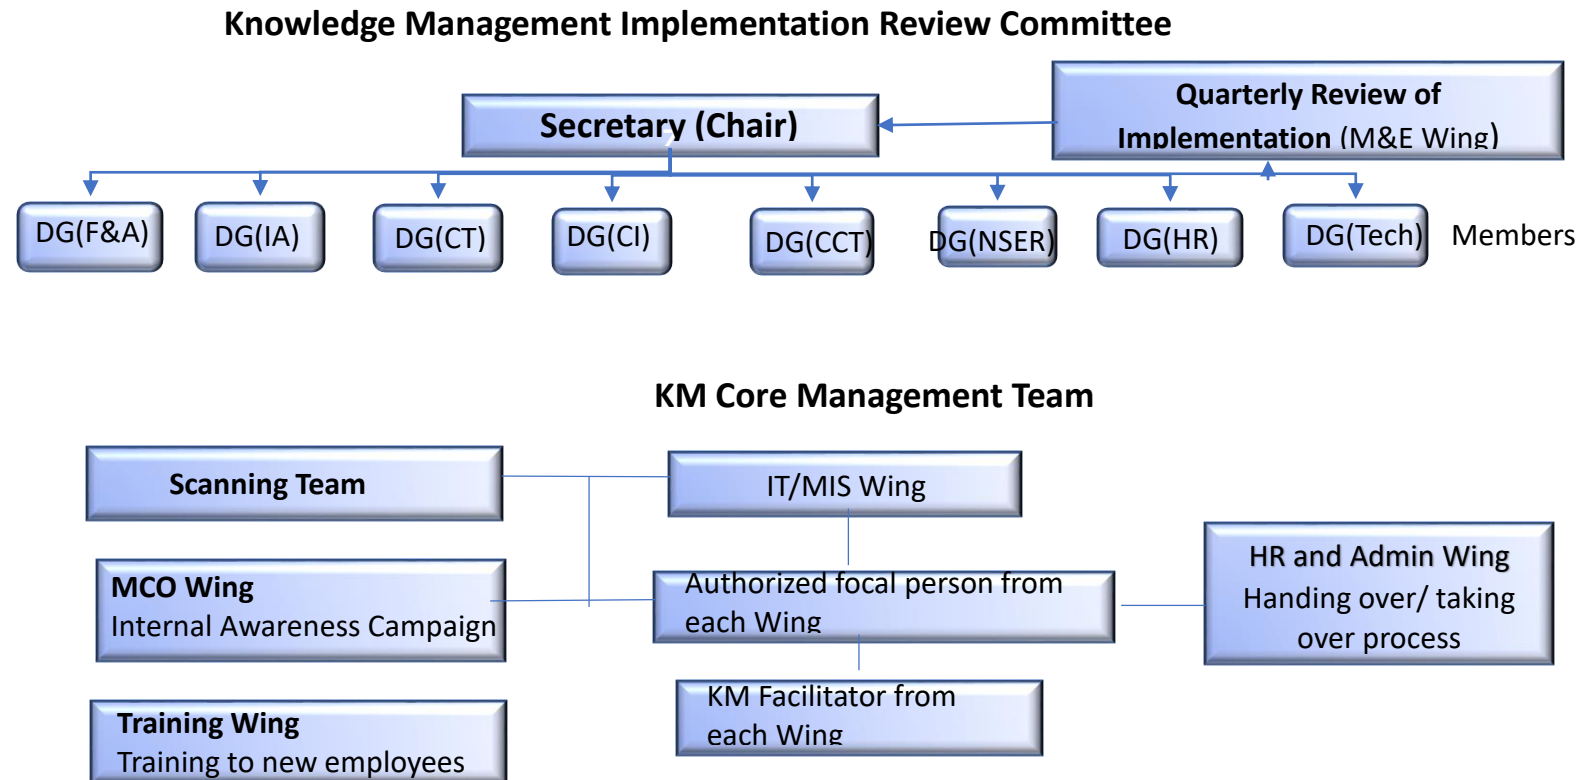 Knowledge Management Implementation Review Committee
Quarterly Review of
Implementation (M&E Wing)
Secretary (Chair)
DG(F&A)
DG(IA)
DG(CT)
DG(CI)
DG(CCT)
DG(NSER)
DG(HR)
DG(Tech)
Members
KM Core Management Team
Scanning Team
IT/MIS Wing
MCO Wing
Internal Awareness Campaign
Authorized focal person from
each Wing
HR and Admin Wing
Handing over/ taking
over process
Training Wing
Training to new employees
KM Facilitator from
each Wing